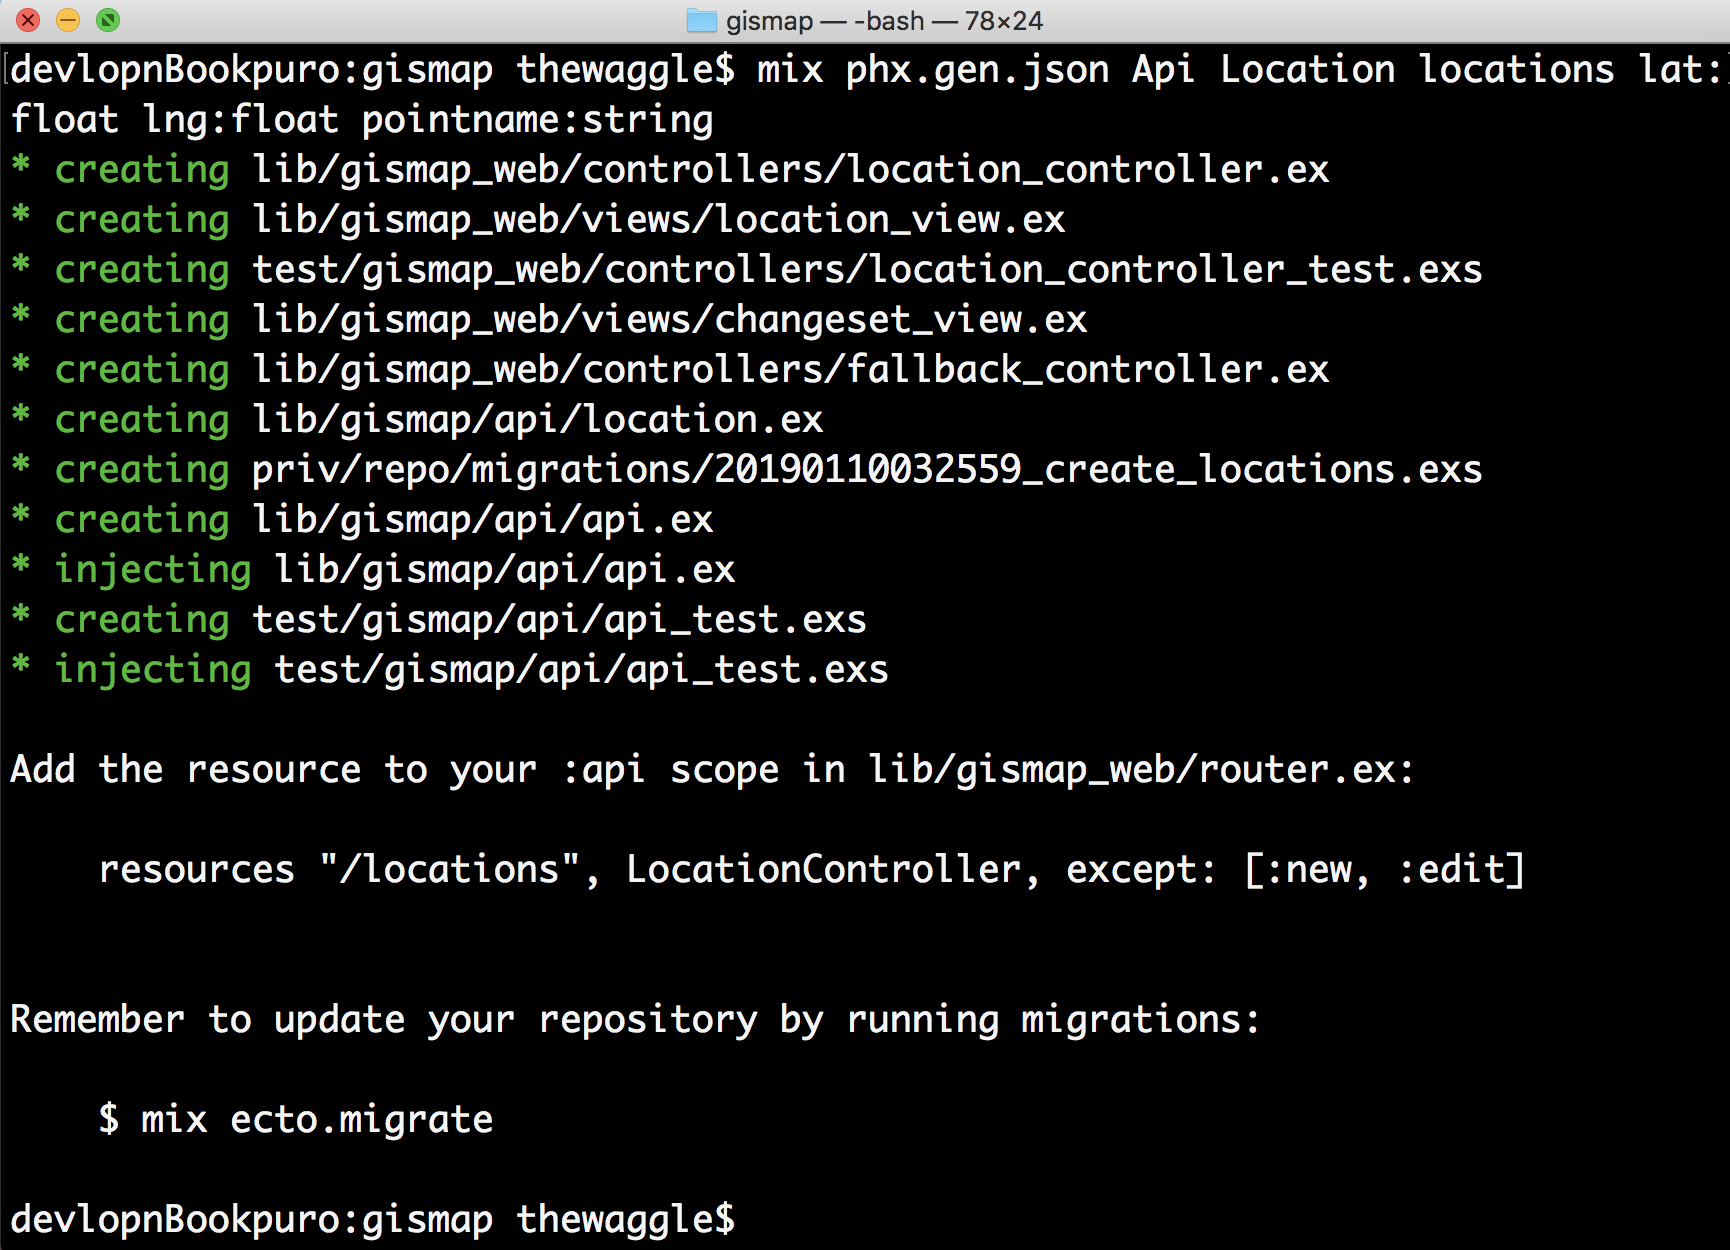 gismap — -bash — 78×24
devlopnBookpuro:gismap thewaggle$ mix phx.gen.json Api Location locations lat:
float lng:float pointname:string
* creating lib/gismap_web/controllers/location_controller.ex
* creating lib/gismap_web/views/location_view.ex
* creating test/gismap_web/controllers/location_controller_test.exs
* creating lib/gismap_web/views/changeset_view.ex
* creating lib/gismap_web/controllers/fallback_controller.ex
* creating lib/gismap/api/location.ex
* creating priv/repo/migrations/20190110032559_create_locations.exs
* creating lib/gismap/api/api.ex
* injecting lib/gismap/api/api.ex
* creating test/gismap/api/api_test.exs
* injecting test/gismap/api/api_test.exs
Add the resource to your :api scope in lib/gismap_web/router.ex:
resources "/locations", LocationController, except: [:new, :edit]
Remember to update your repository by running migrations:
$ mix ecto.migrate
devlopnBookpuro:gismap thewaggle$